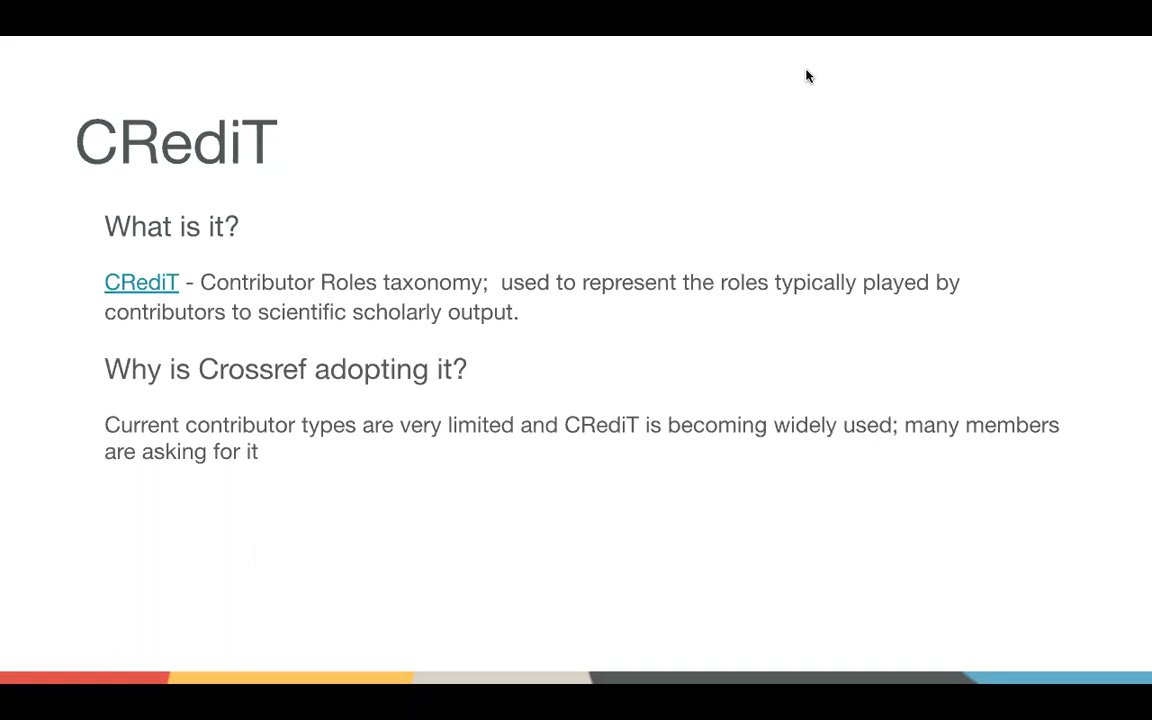 CRediT
What is it?
CRediT - Contributor Roles taxonomy;  used to represent the roles typically played by
contributors to scientific scholarly output.
Why is Crossref adopting it?
Current contributor types are very limited and CRediT is becoming widely used; many members
are asking for it